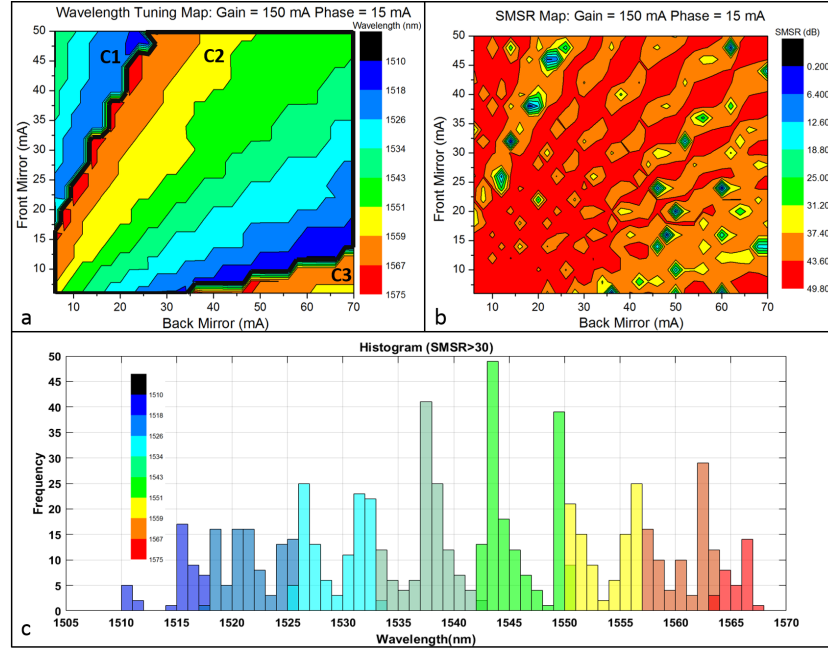 Wavelength Tuning Map: Gain = 150 mA Phase = 15 mA
Wavelength (nm)
1510
1518
1526
1534
1543
1551
1559
1567
1575
C1
C2
C3
50
45
40
35
30
25
20
15
10
Front Mirror (mA)
10 20 30 40 50 60 70
Back Mirror (mA)
a
SMSR Map: Gain = 150 mA Phase = 15 mA
SMSR (dB)
0.200
6.400
12.60
18.80
25.00
31.20
37.40
43.60
49.80
50
45
40
35
30
25
20
15
10
Front Mirror (mA)
10 20 30 40 50 60 70
Back Mirror (mA)
b
Histogram (SMSR>30)
50
45
40
35
30
25
20
15
10
5
0
Frequency
1510
1518
1526
1534
1543
1551
1559
1567
1575
1505 1510 1515 1520 1525 1530 1535 1540 1545 1550 1555 1560 1565 1570
Wavelength(nm)
c